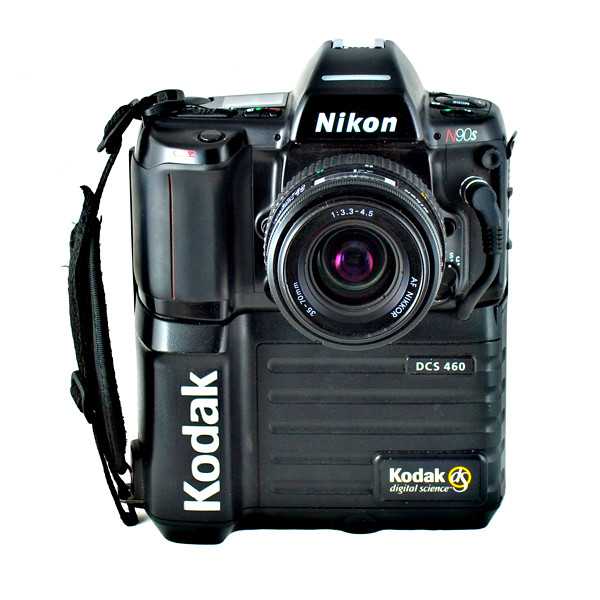 Nikon
N90s
1:3.3-4.5
AF NIKKOR
35-70mm
DCS 460
Kodak
Kodak
digital science